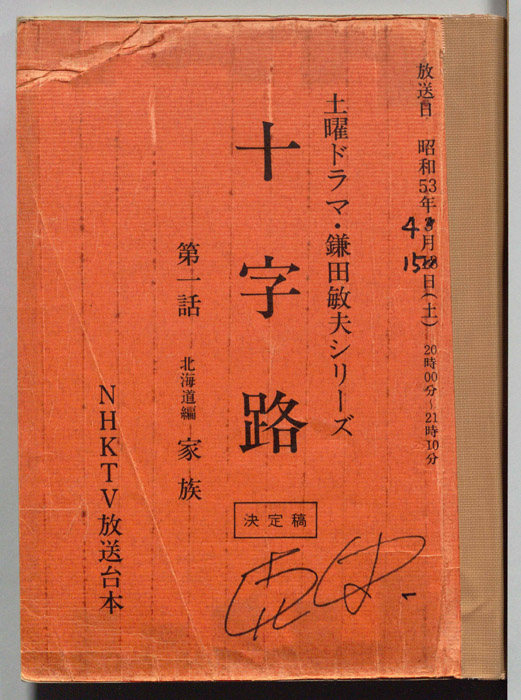 放送日 昭和53年3月18日(土) 20時00分~21時10分
4
15
土曜ドラマ・鎌田敏夫シリーズ
十字路
決定稿
第一話 北海道編 家族
NHKTV放送台本